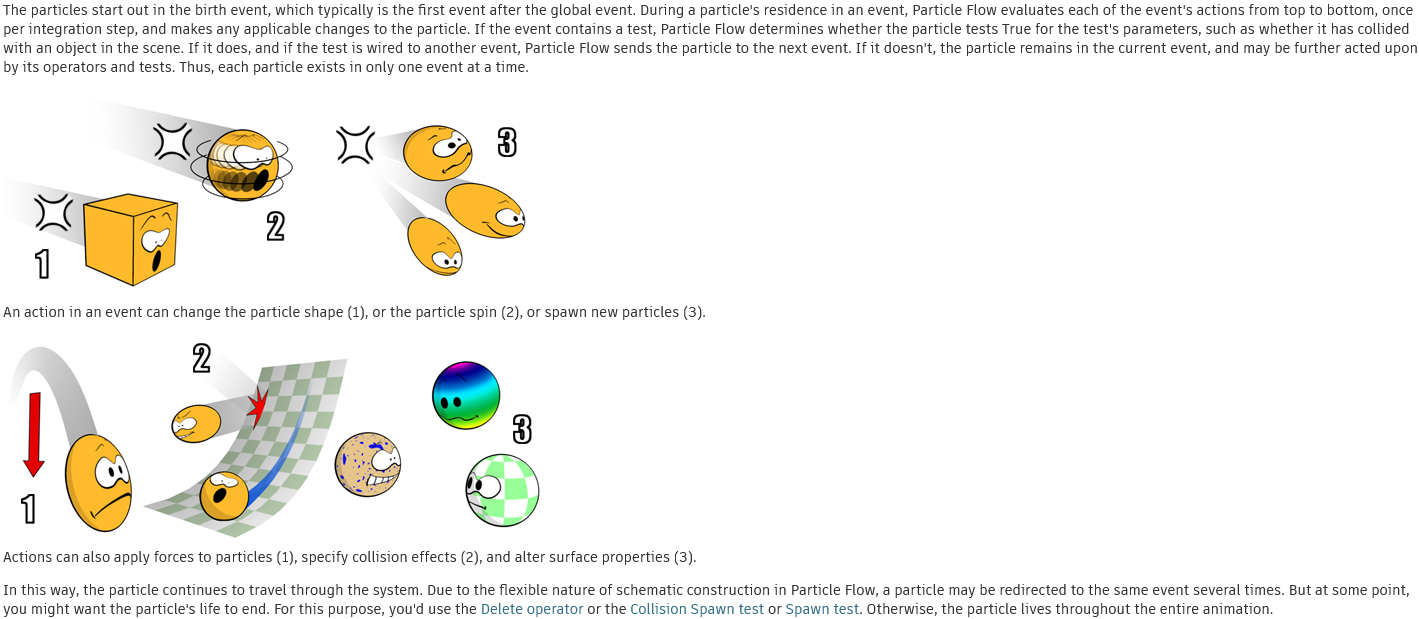 The particles start out in the birth event, which typically is the first event after the global event. During a particle's residence in an event, Particle Flow evaluates each of the event's actions from top to bottom, once
per integration step, and makes any applicable changes to the particle. If the event contains a test, Particle Flow determines whether the particle tests True for the test's parameters, such as whether it has collided
with an object in the scene. If it does, and if the test is wired to another event, Particle Flow sends the particle to the next event. If it doesn't, the particle remains in the current event, and may be further acted upon
by its operators and tests. Thus, each particle exists in only one event at a time.
1
2
3
An action in an event can change the particle shape (1), or the particle spin (2), or spawn new particles (3).
1
2
3
Actions can also apply forces to particles (1), specify collision effects (2), and alter surface properties (3).
In this way, the particle continues to travel through the system. Due to the flexible nature of schematic construction in Particle Flow, a particle may be redirected to the same event several times. But at some point,
you might want the particle's life to end. For this purpose, you'd use the Delete operator or the Collision Spawn test or Spawn test. Otherwise, the particle lives throughout the entire animation.